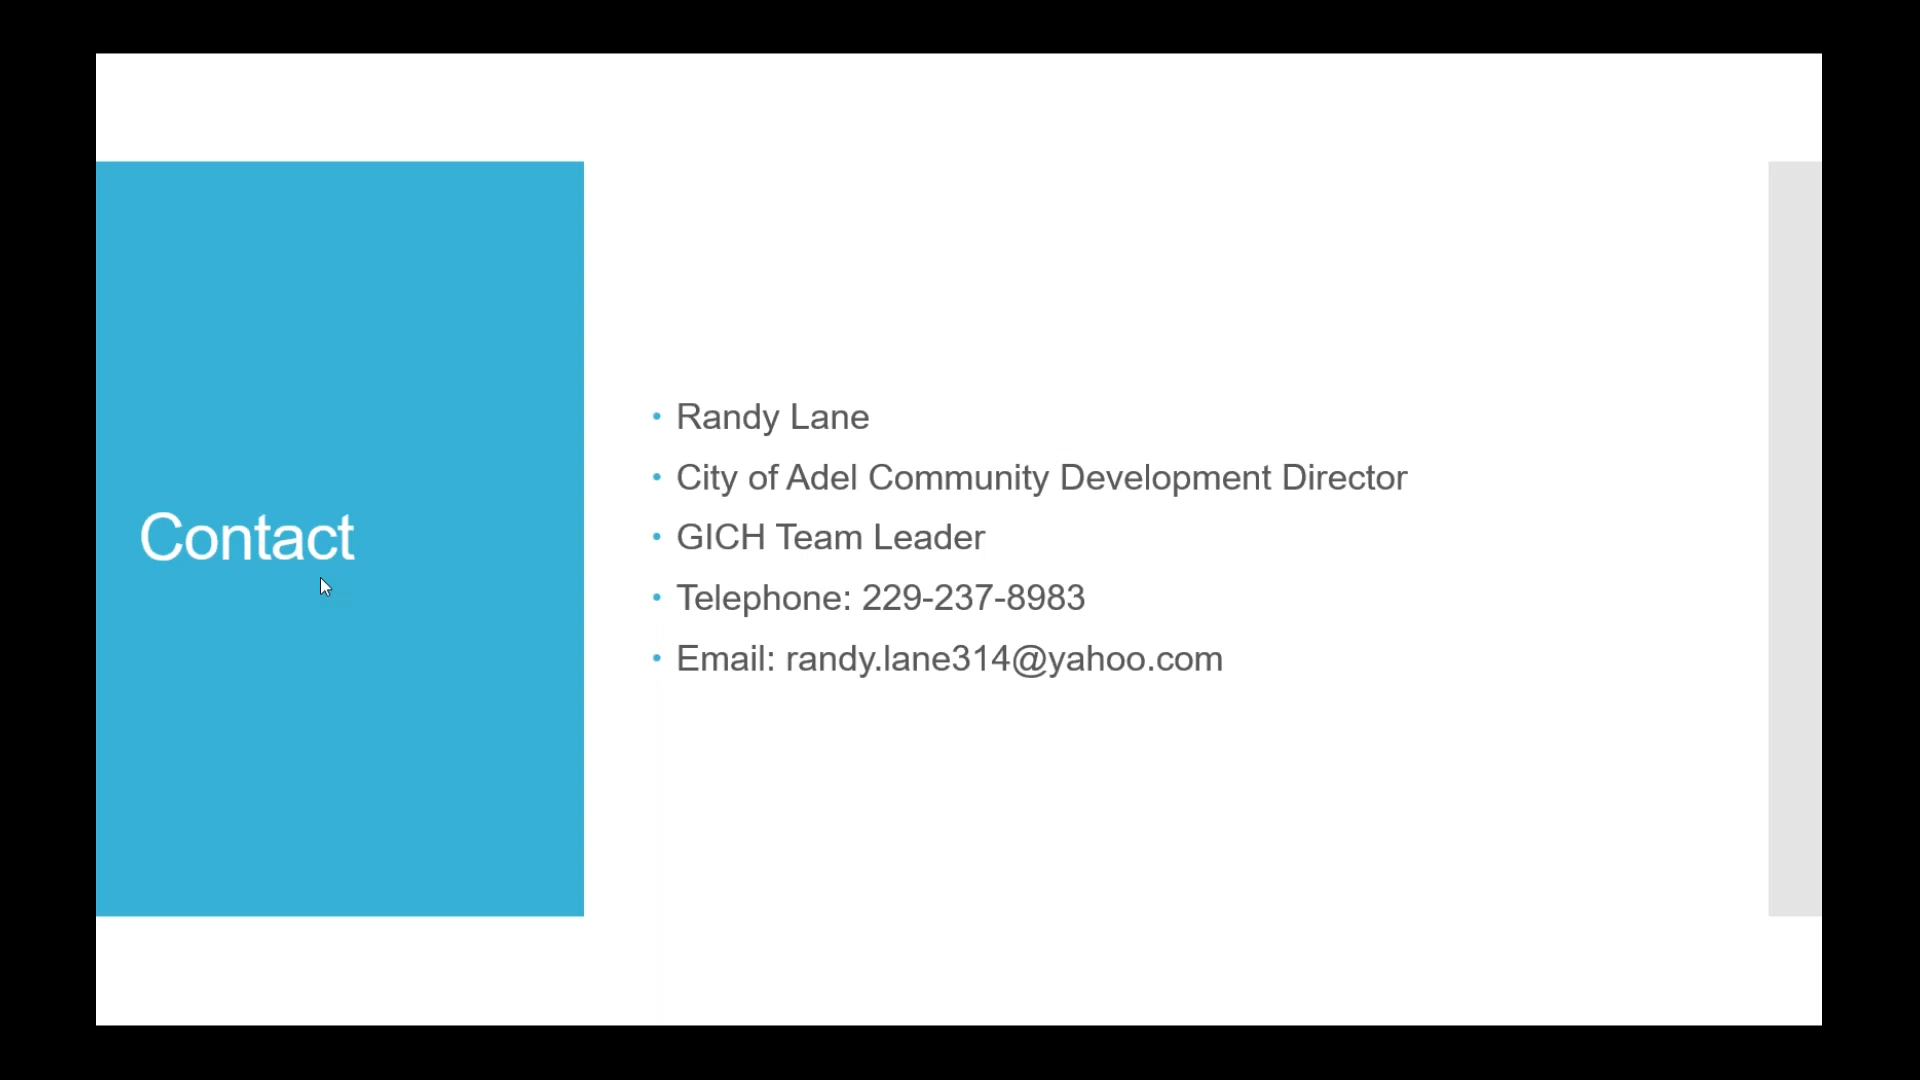 Contact
• Randy Lane
• City of Adel Community Development Director
• GICH Team Leader
• Telephone: 229-237-8983
• Email: randy.lane314@yahoo.com